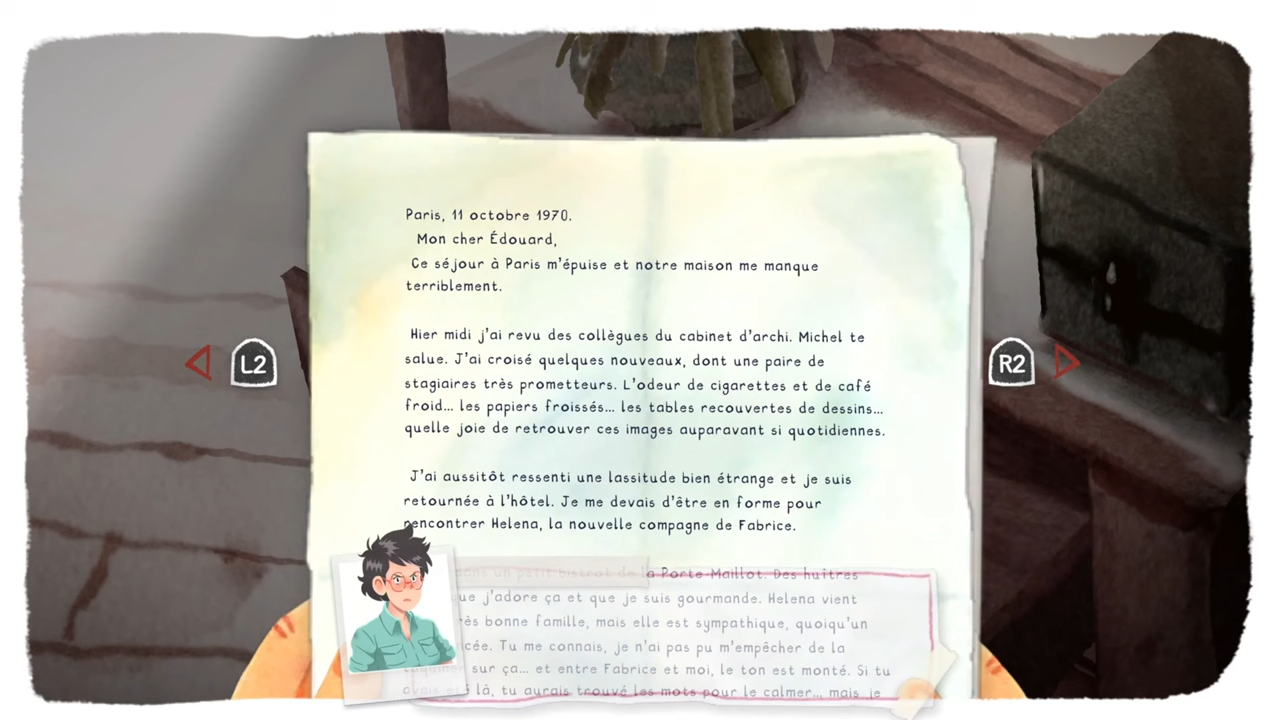 Paris, 11 octobre 1970.
Mon cher Édouard,
Ce séjour à Paris m'épuise et notre maison me manque
terriblement.
Hier midi j'ai revu des collègues du cabinet d'archi. Michel te
salue. J'ai croisé quelques nouveaux, dont une paire de
stagiaires très prometteurs. L'odeur de cigarettes et de café
froid... les papiers froissés... les tables recouvertes de dessins...
quelle joie de retrouver ces images auparavant si quotidiennes.
J'ai aussitôt ressenti une lassitude bien étrange et je suis
retournée à l'hôtel. Je me devais d'être en forme pour
rencontrer Helena, la nouvelle compagne de Fabrice.
dans un petit bistrot de la Porte Maillot. Des huîtres
que j'adore ça et que je suis gourmande. Helena vient
très bonne famille, mais elle est sympathique, quoiqu'un
Tu me connais, je n'ai pas pu m'empêcher de la
sur ça... et entre Fabrice et moi, le ton est monté. Si tu
avais été là, tu aurais trouvé les mots pour le calmer... mais je
L2
R2